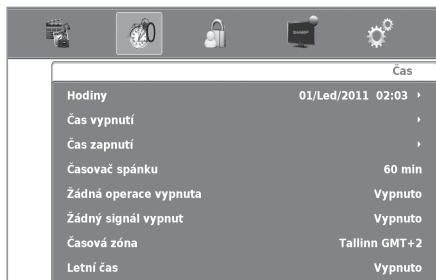 SHARP
Čas
Hodiny 01/Led/2011 02:03
Čas vypnutí
Čas zapnutí
Časovač spánku 60 min
Žádná operace vypnuta Vypnuto
Žádný signál vypnut Vypnuto
Časová zóna Tallinn GMT+2
Letní čas Vypnuto